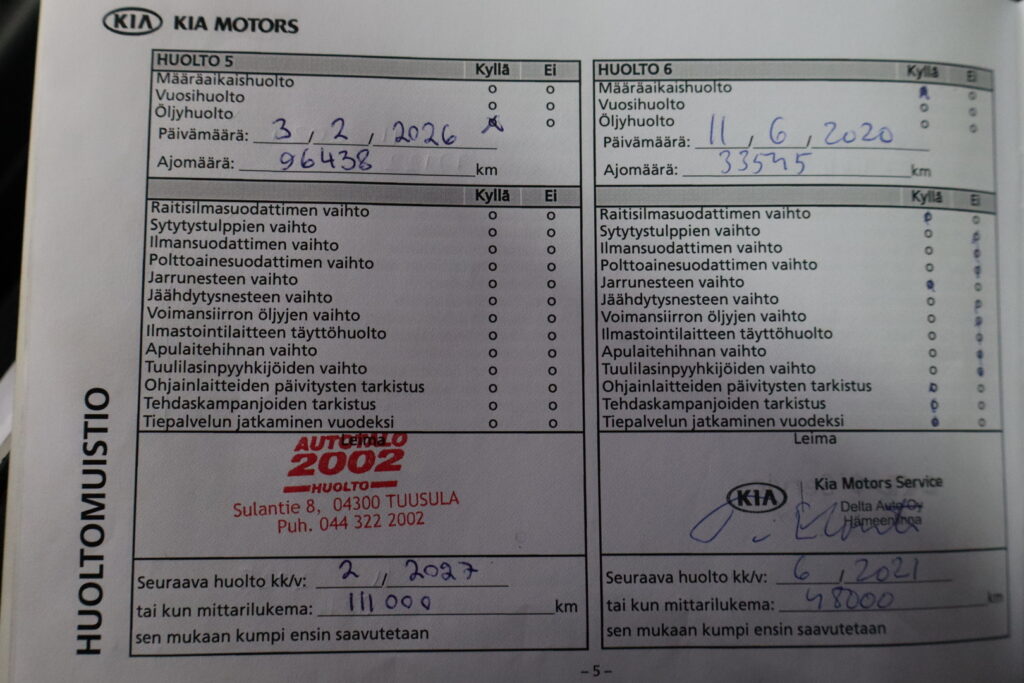 KIA KIA MOTORS
HUOLTOMUISTIO
HUOLTO 5
Kyllä Ei
Määräaikaishuolto
Vuosihuolto
Öljyhuolto
Päivämäärä: 3, 2, 2026
Ajomäärä: 96438 km
Kyllä Ei
Raitisilmasuodattimen vaihto
Sytytystulppien vaihto
Ilmansuodattimen vaihto
Polttoainesuodattimen vaihto
Jarrunesteen vaihto
Jäähdytysnesteen vaihto
Voimansiirron öljyjen vaihto
Ilmastointilaitteen täyttöhuolto
Apulaitehihnan vaihto
Tuulilasinpyyhkijöiden vaihto
Ohjainlaitteiden päivitysten tarkistus
Tehdaskampanjoiden tarkistus
Tiepalvelun jatkaminen vuodeksi
Leima
2002
HUOLTO
Sulantie 8, 04300 TUUSULA
Puh. 044 322 2002
Seuraava huolto kk/v: 2 / 2027
tai kun mittarilukema: 111 000 km
sen mukaan kumpi ensin saavutetaan
HUOLTO 6
Kyllä Ei
Määräaikaishuolto
Vuosihuolto
Öljyhuolto
Päivämäärä: 11, 6, 2020
Ajomäärä: 33545 km
Kyllä Ei
Raitisilmasuodattimen vaihto
Sytytystulppien vaihto
Ilmansuodattimen vaihto
Polttoainesuodattimen vaihto
Jarrunesteen vaihto
Jäähdytysnesteen vaihto
Voimansiirron öljyjen vaihto
Ilmastointilaitteen täyttöhuolto
Apulaitehihnan vaihto
Tuulilasinpyyhkijöiden vaihto
Ohjainlaitteiden päivitysten tarkistus
Tehdaskampanjoiden tarkistus
Tiepalvelun jatkaminen vuodeksi
Leima
KIA Kia Motors Service
Delta Auto Oy
Hämeenlinna
Seuraava huolto kk/v: 6, 2021
tai kun mittarilukema: 48000 km
sen mukaan kumpi ensin saavutetaan
- 5 -